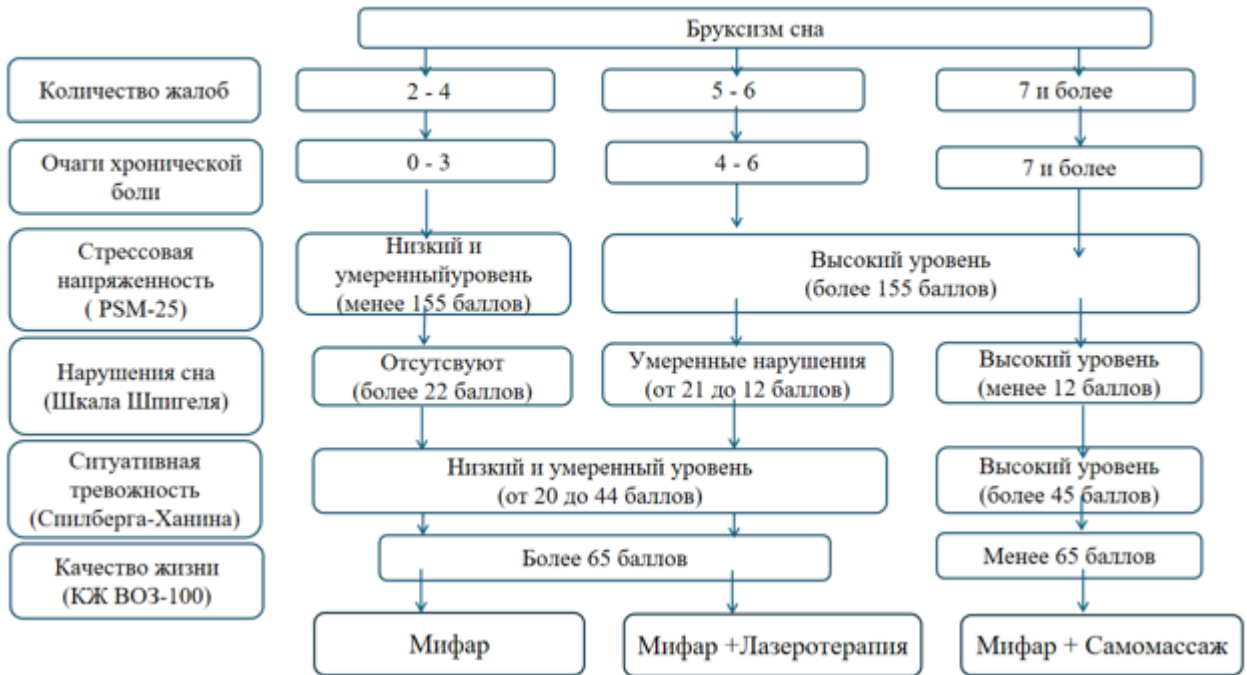 Бруксизм сна
Количество жалоб
2 - 4
5 - 6
7 и более
Очаги хронической
боли
0 - 3
4 - 6
7 и более
Стрессовая
напряженность
( PSM-25)
Низкий и
умеренныйуровень
(менее 155 баллов)
Высокий уровень
(более 155 баллов)
Нарушения сна
(Шкала Шпигеля)
Отсутсвуют
(более 22 баллов)
Умеренные нарушения
(от 21 до 12 баллов)
Высокий уровень
(менее 12 баллов)
Ситуативная
тревожность
(Спилберга-Ханина)
Низкий и умеренный уровень
(от 20 до 44 баллов)
Высокий уровень
(более 45 баллов)
Качество жизни
(КЖ ВОЗ-100)
Более 65 баллов
Менее 65 баллов
Мифар
Мифар +Лазеротерапия
Мифар + Самомассаж